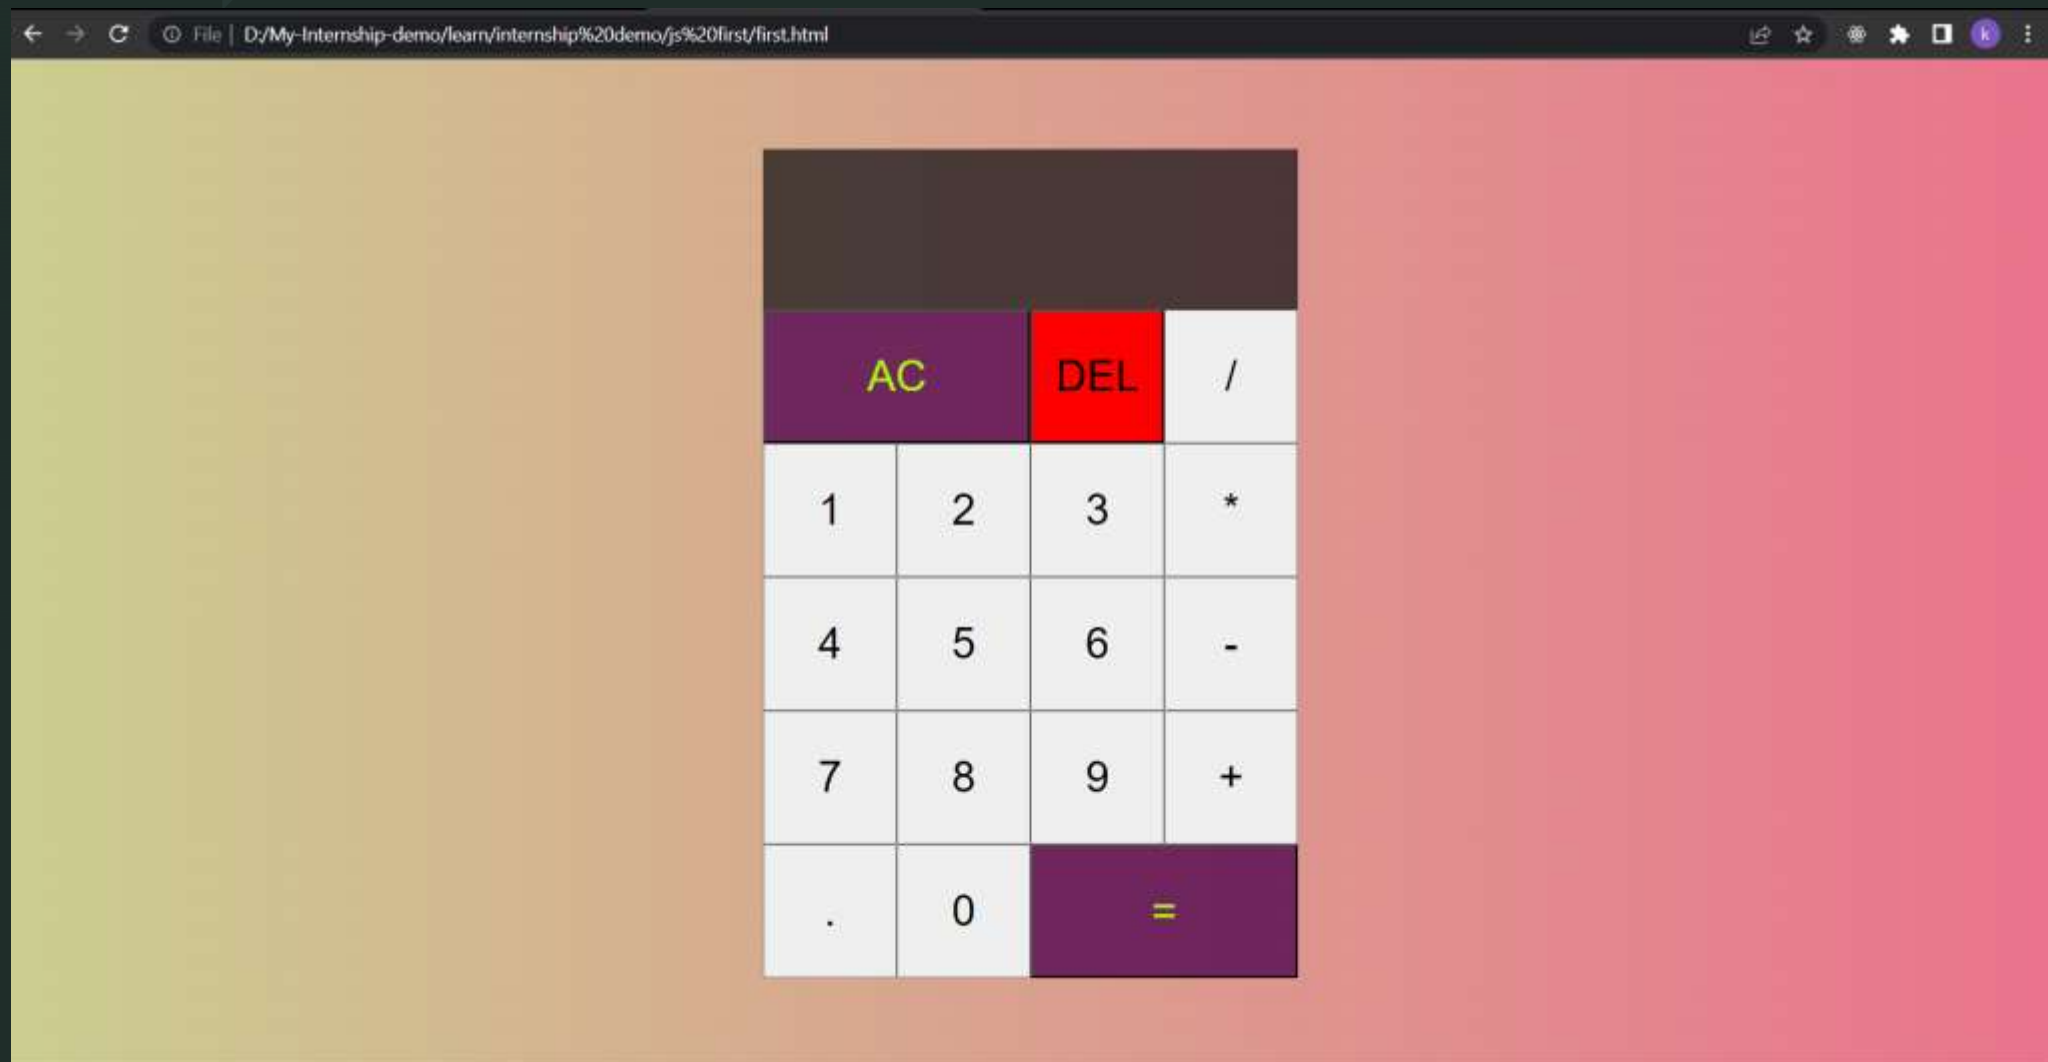 File | D:/My-Internship-demo/learn/internship%20demo/js%20first/first.html k
AC DEL /
1 2 3 *
4 5 6 -
7 8 9 +
. 0 =